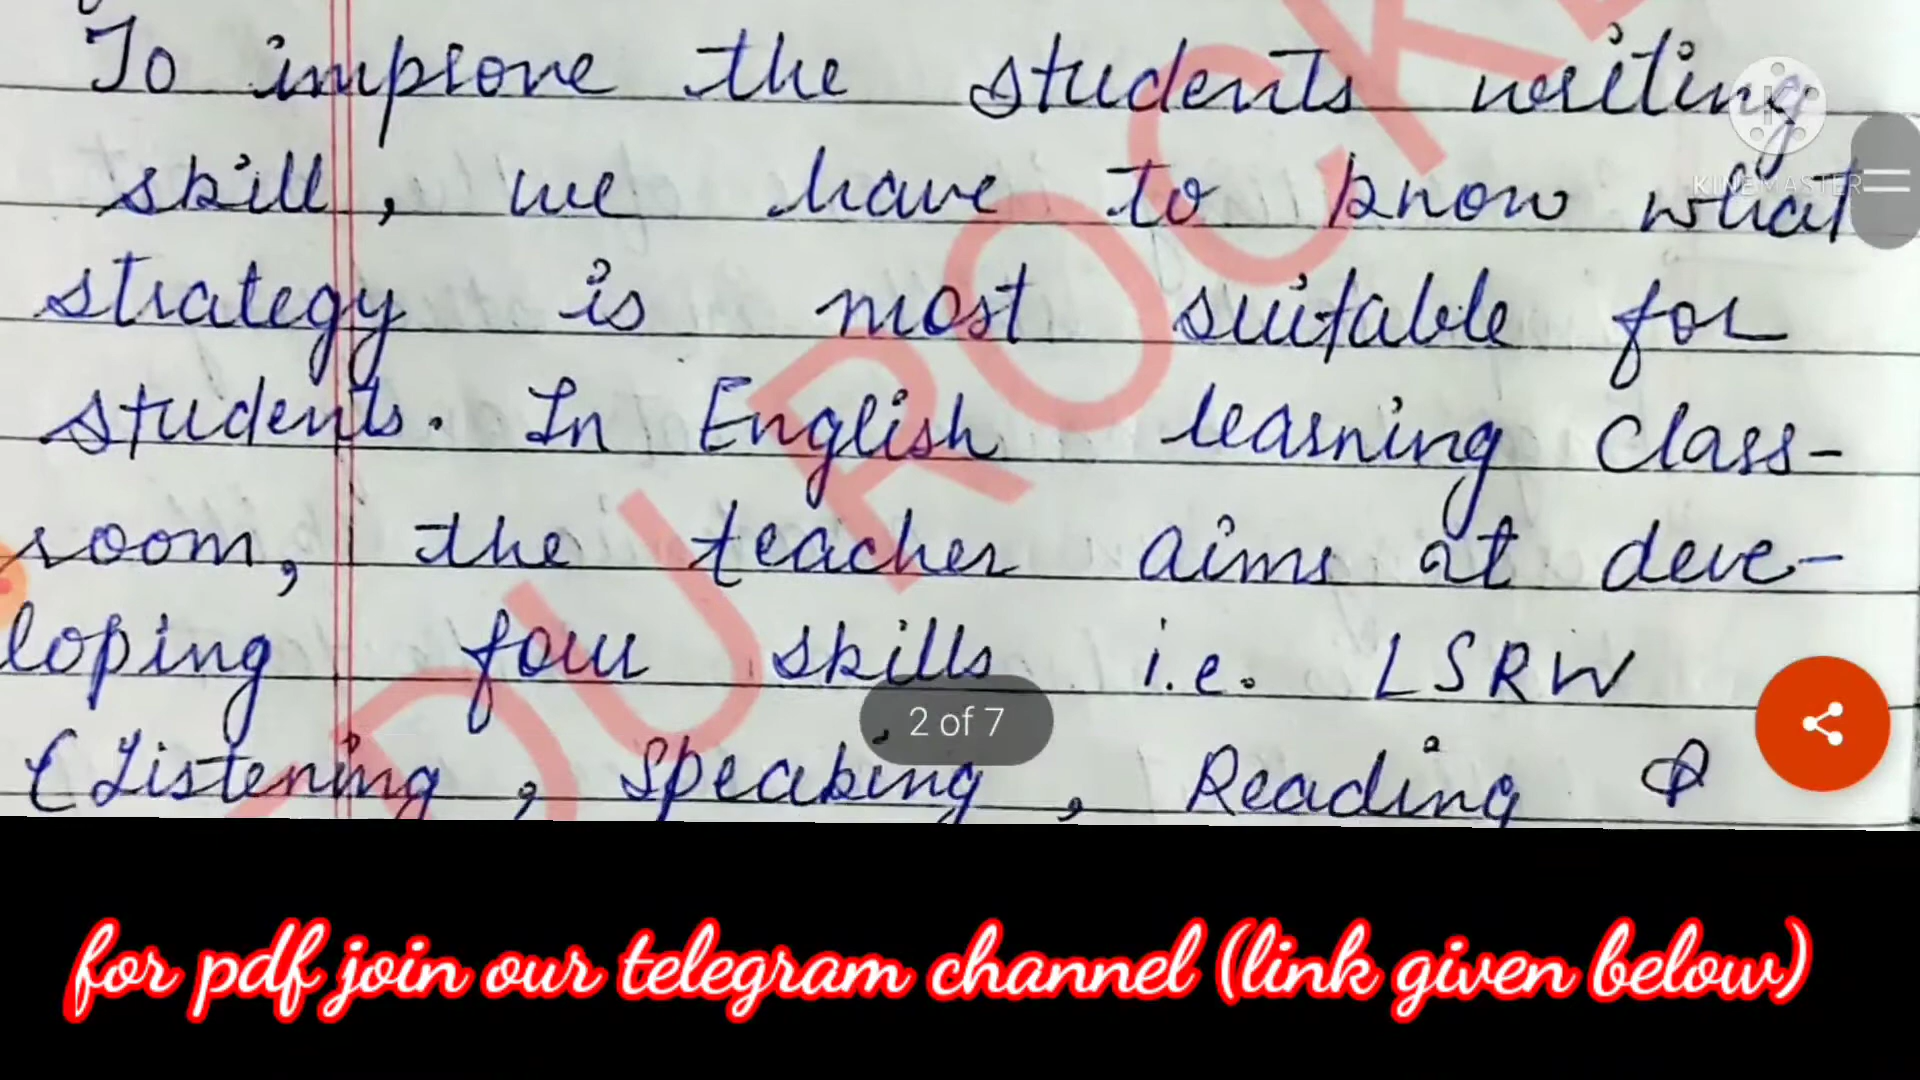 To improve the students writing
skill, we have to know what
strategy is most suitable for
students. In English learning Class-
room, the teacher aims at deve-
loping four skills i.e. LSRW
(Listening, Speaking, Reading &
DU ROCK
KINEMASTER
2 of 7
for pdf join our telegram channel (link given below)